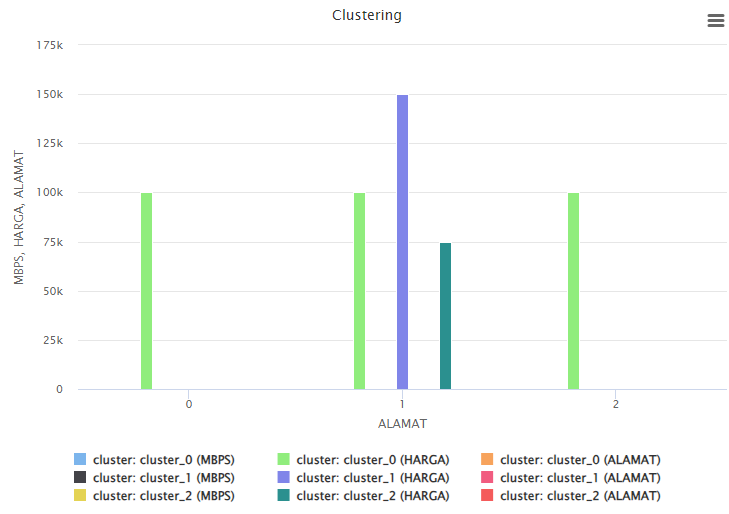 Clustering
175k
150k
125k
100k
75k
50k
25k
0
MBPS, HARGA, ALAMAT
0 1 2
ALAMAT
cluster: cluster_0 (MBPS) cluster: cluster_0 (HARGA) cluster: cluster_0 (ALAMAT)
cluster: cluster_1 (MBPS) cluster: cluster_1 (HARGA) cluster: cluster_1 (ALAMAT)
cluster: cluster_2 (MBPS) cluster: cluster_2 (HARGA) cluster: cluster_2 (ALAMAT)